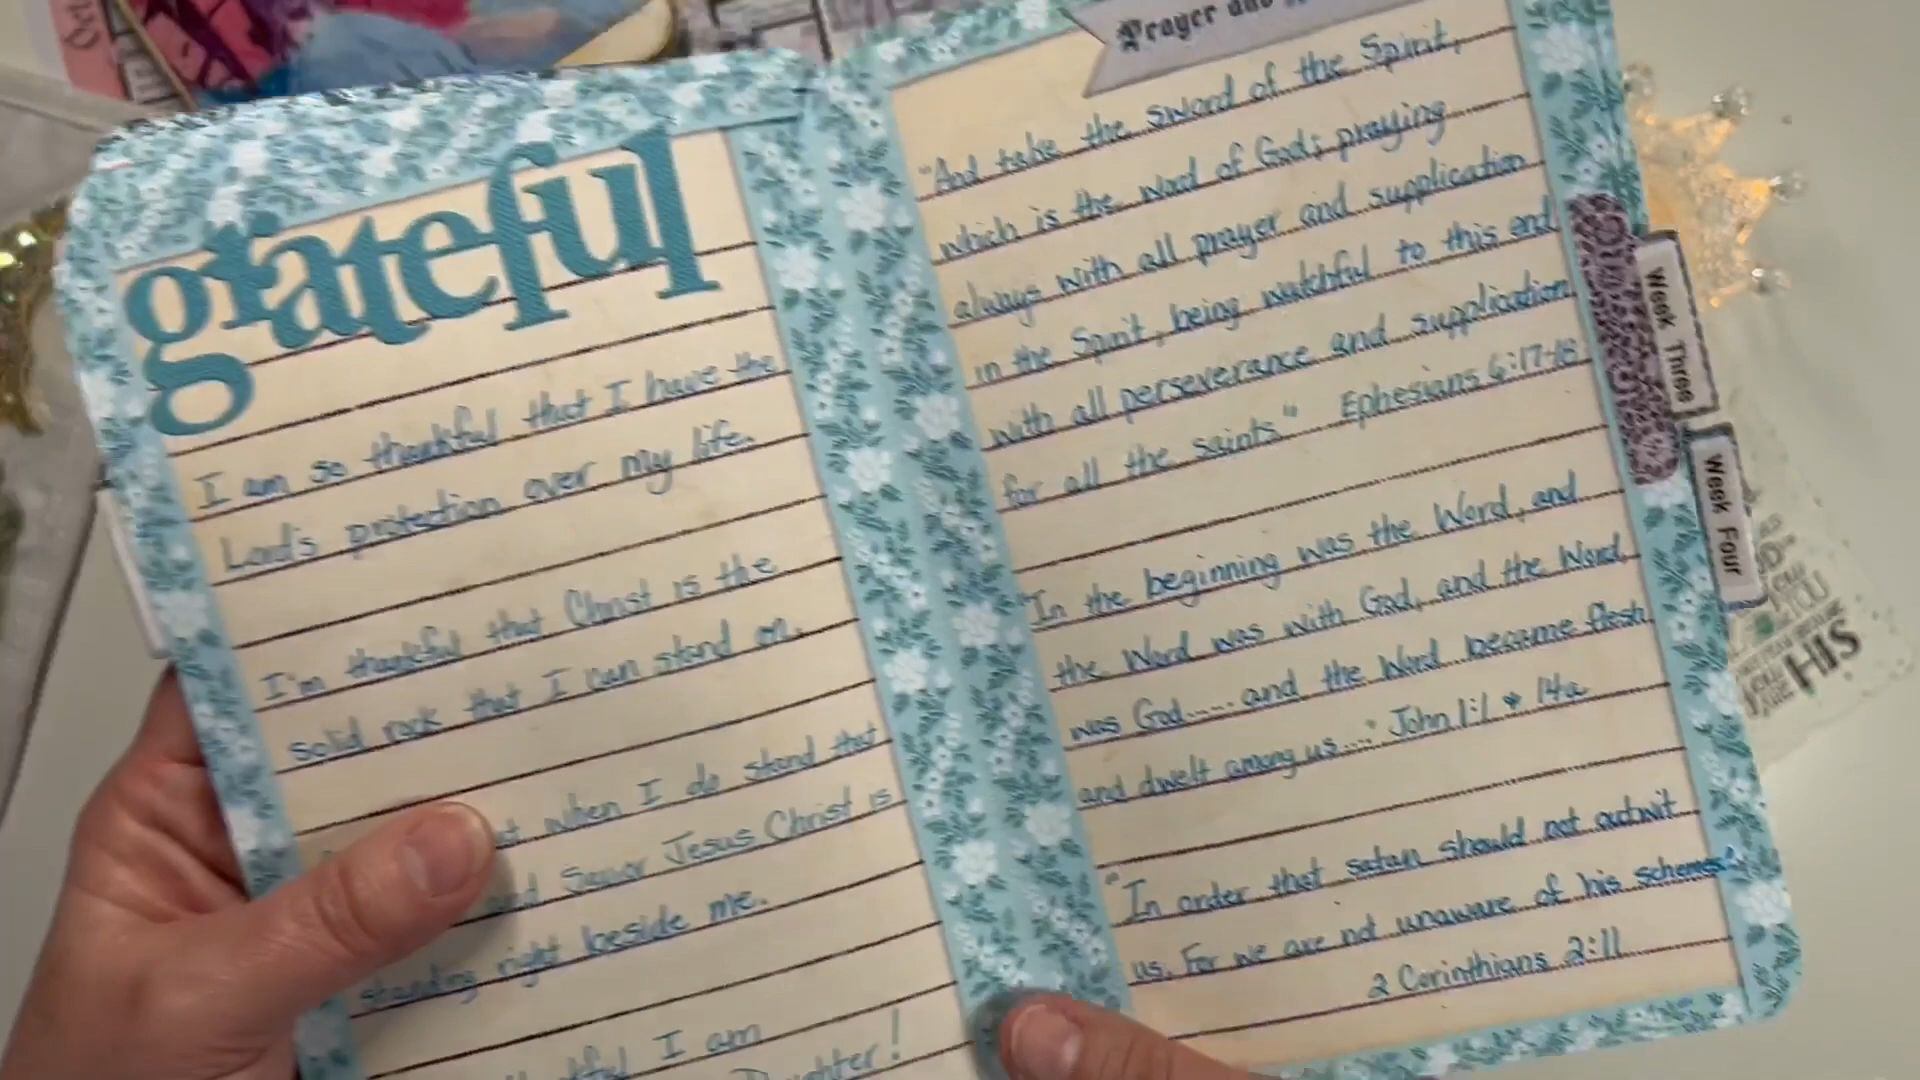 grateful
I am so thankful that I have the
Lord's protection over my life.
I'm thankful that Christ is the
solid rock that I can stand on.
when I do stand that
and Savior Jesus Christ is
standing right beside me.
I am
Prayer and
"And take the sword of the Spirit,
which is the word of God; praying
always with all prayer and supplication
in the Spirit, being watchful to this end
with all perseverance and supplication
for all the saints" Ephesians 6:17-18
"In the beginning was the Word, and
the Word was with God, and the Word
was God..... and the Word became flesh
and dwelt among us...." John 1:1 & 14a
"In order that satan should not outwit
us. For we are not unaware of his schemes"
2 Corinthians 2:11
Week Three
Week Four
YOU
HIS